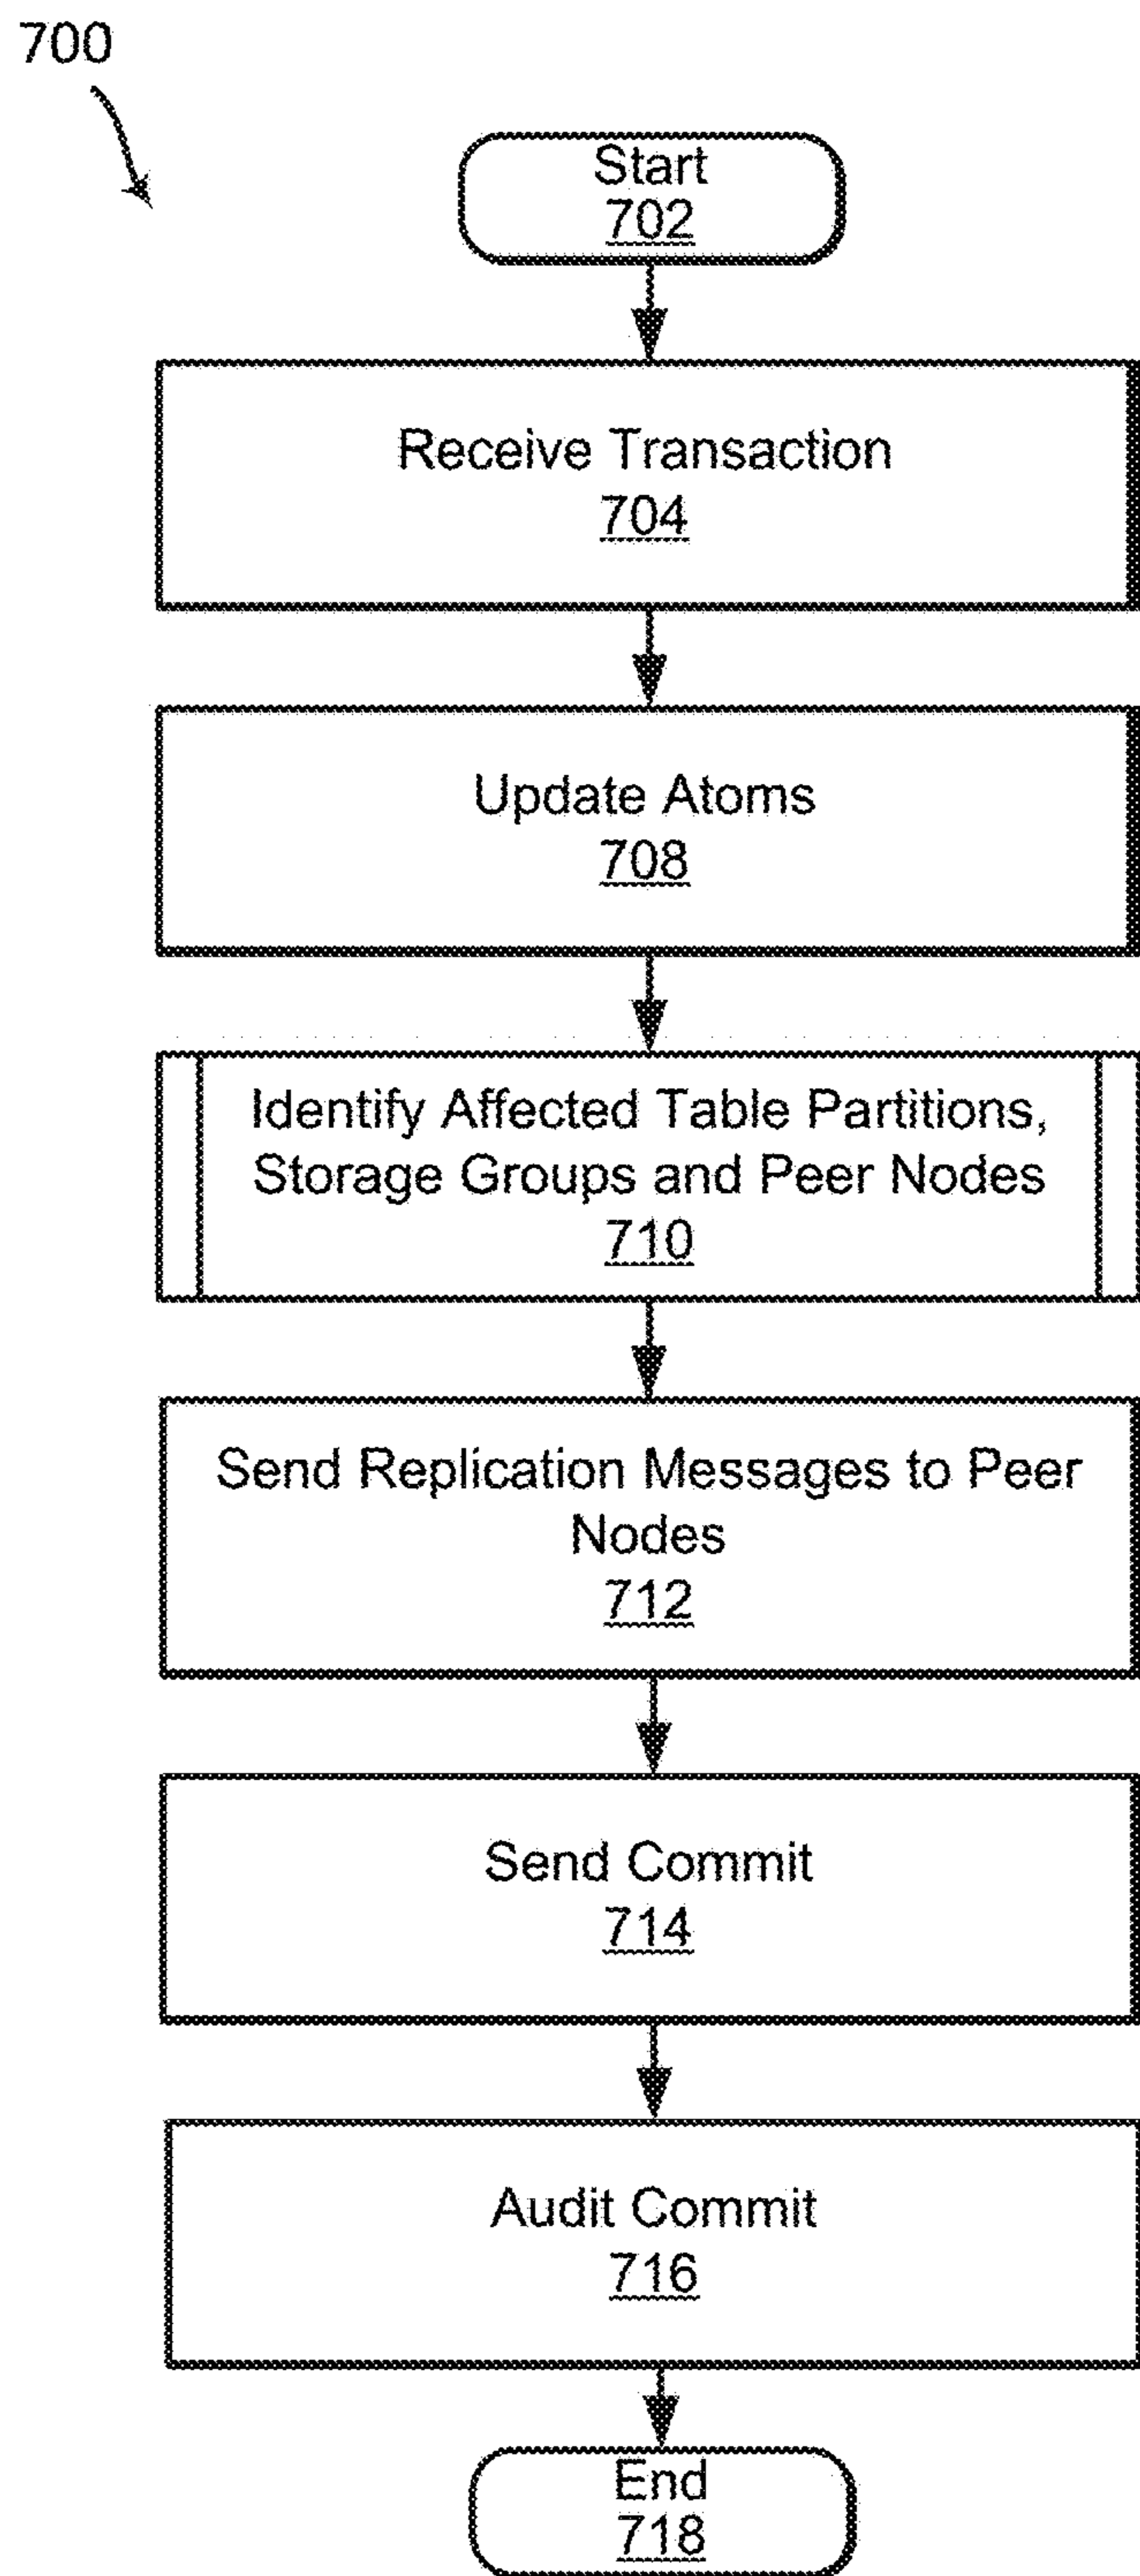 700
Start
702
Receive Transaction
704
Update Atoms
708
Identify Affected Table Partitions,
Storage Groups and Peer Nodes
710
Send Replication Messages to Peer
Nodes
712
Send Commit
714
Audit Commit
716
End
718